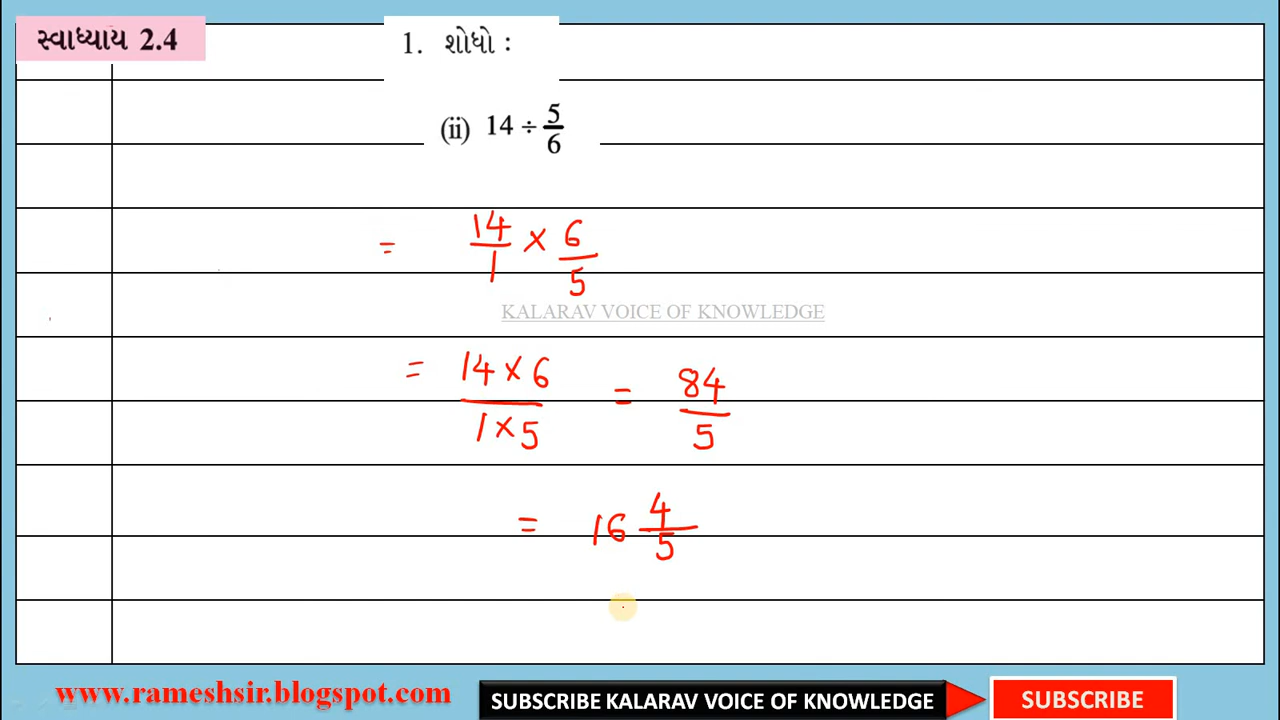 સ્વાધ્યાય 2.4
1. શોધો :
(ii) 14 ÷ 5/6
= 14/1 × 6/5
KALARAV VOICE OF KNOWLEDGE
= 14 × 6 / 1 × 5 = 84/5
= 16 4/5
www.rameshsir.blogspot.com
SUBSCRIBE KALARAV VOICE OF KNOWLEDGE
SUBSCRIBE